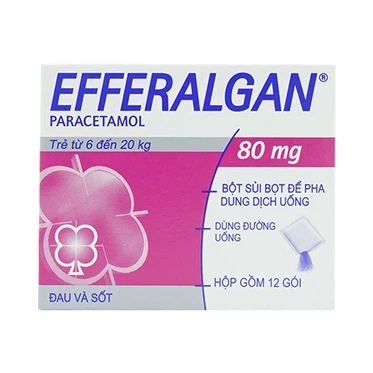 EFFERALGAN®
PARACETAMOL
Trẻ từ 6 đến 20 kg
80 mg
BỘT SỦI BỌT ĐỂ PHA
DUNG DỊCH UỐNG
DÙNG ĐƯỜNG
UỐNG
HỘP GỒM 12 GÓI
ĐAU VÀ SỐT